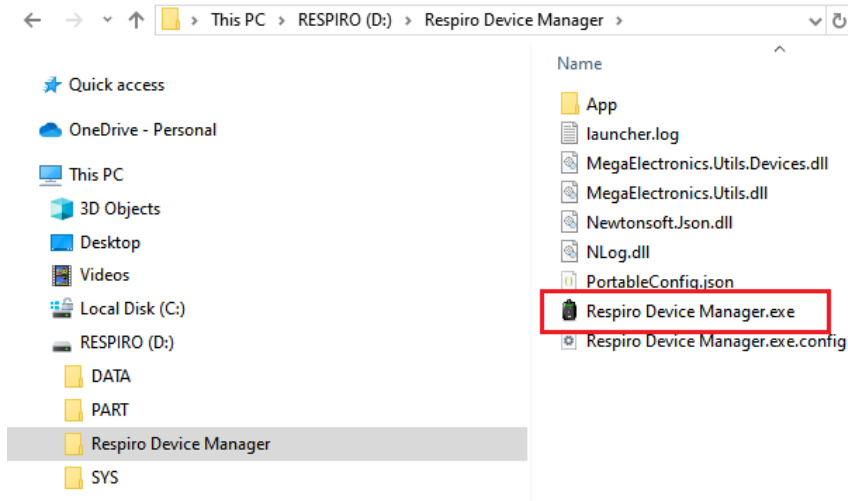 This PC > RESPIRO (D:) > Respiro Device Manager >
Quick access
OneDrive - Personal
This PC
3D Objects
Desktop
Videos
Local Disk (C:)
RESPIRO (D:)
DATA
PART
Respiro Device Manager
SYS
Name
App
launcher.log
MegaElectronics.Utils.Devices.dll
MegaElectronics.Utils.dll
Newtonsoft.Json.dll
NLog.dll
PortableConfig.json
Respiro Device Manager.exe
Respiro Device Manager.exe.config